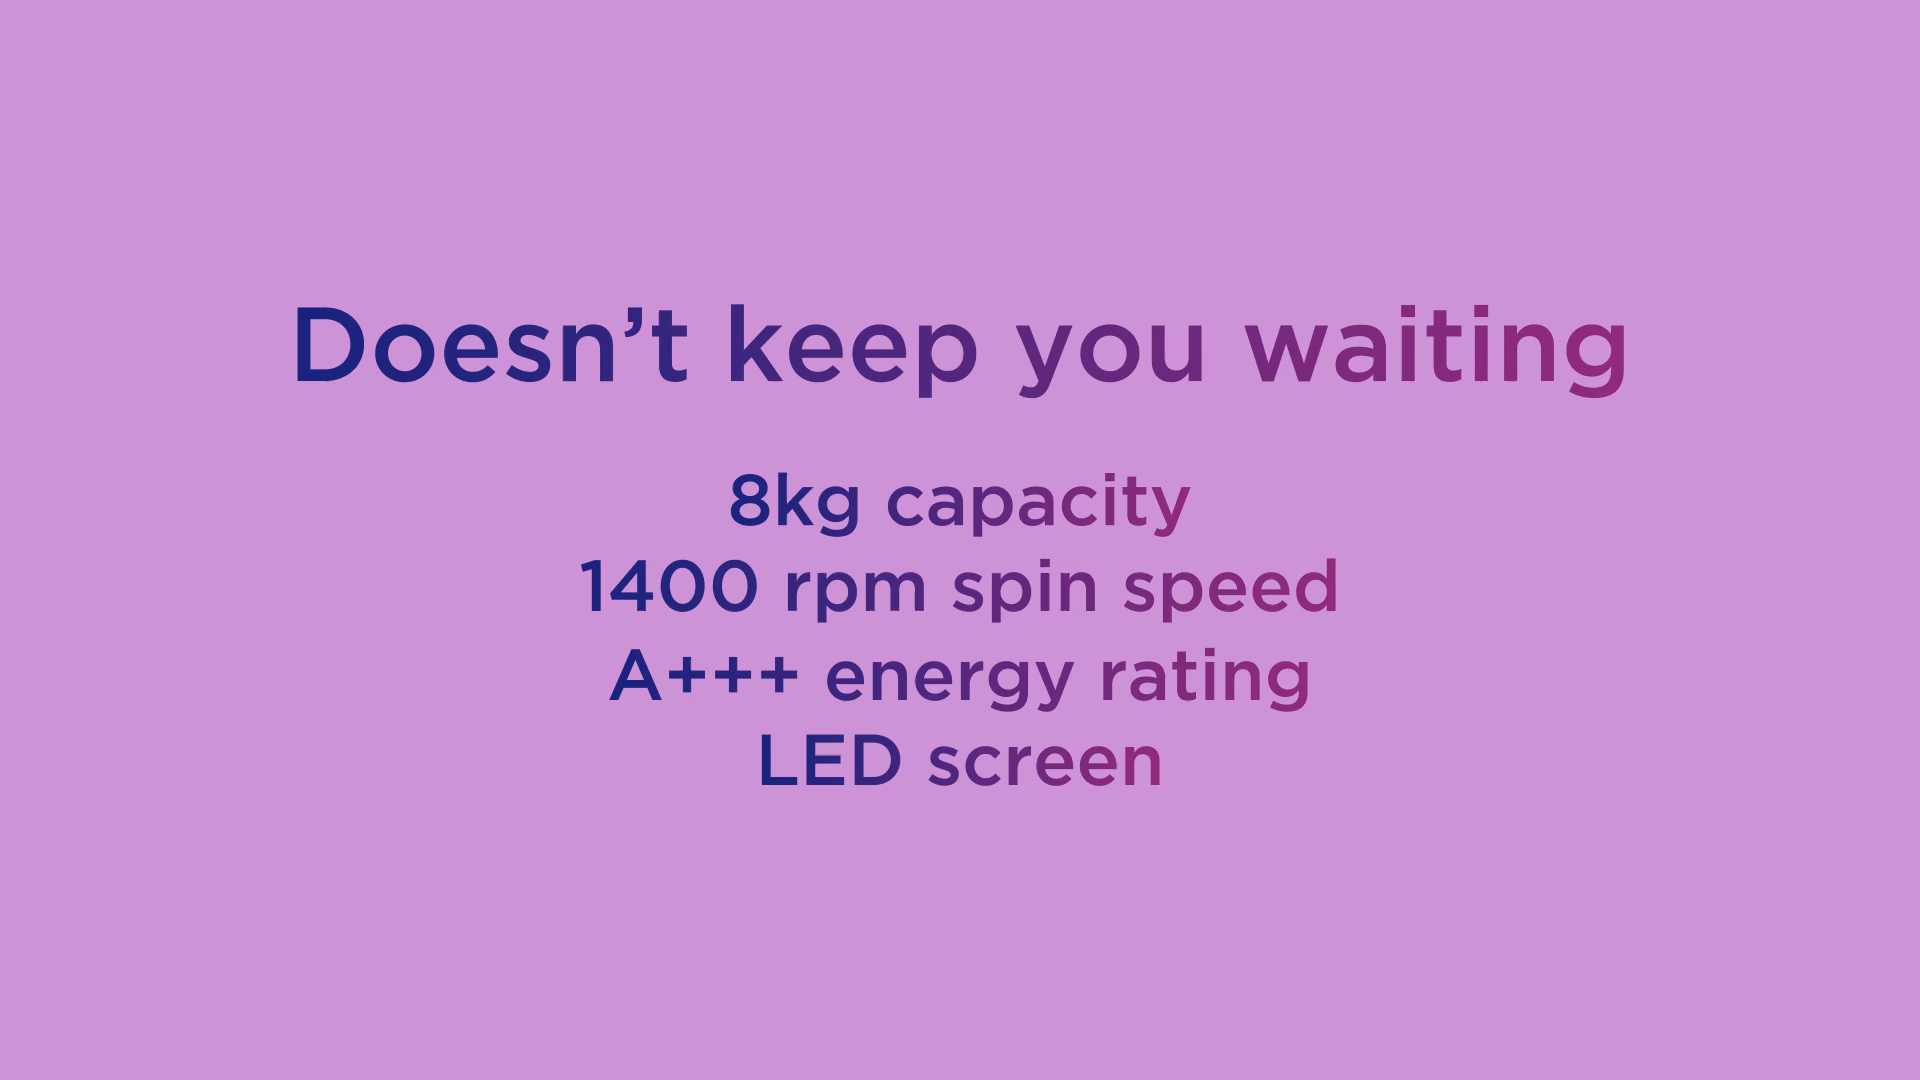 Doesn’t keep you waiting
8kg capacity
1400 rpm spin speed
A+++ energy rating
LED screen